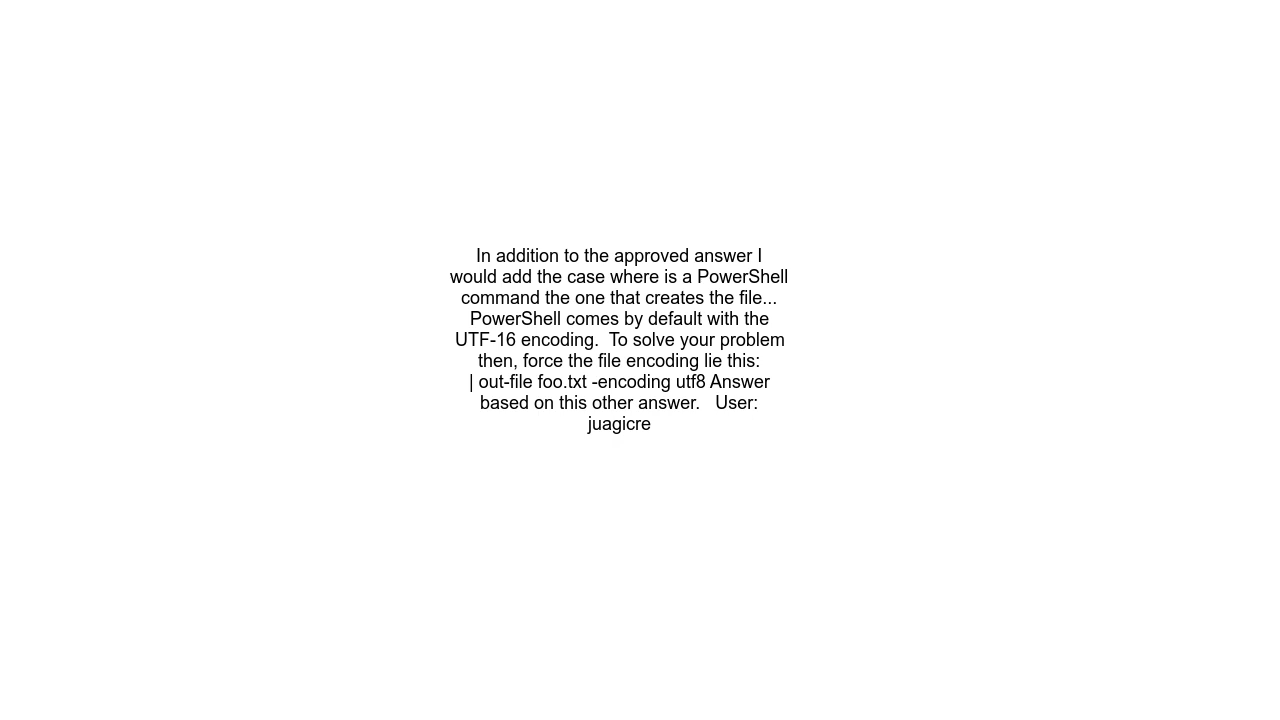 In addition to the approved answer I
would add the case where is a PowerShell
command the one that creates the file...
PowerShell comes by default with the
UTF-16 encoding.  To solve your problem
then, force the file encoding lie this:
| out-file foo.txt -encoding utf8 Answer
based on this other answer.   User:
juagicre